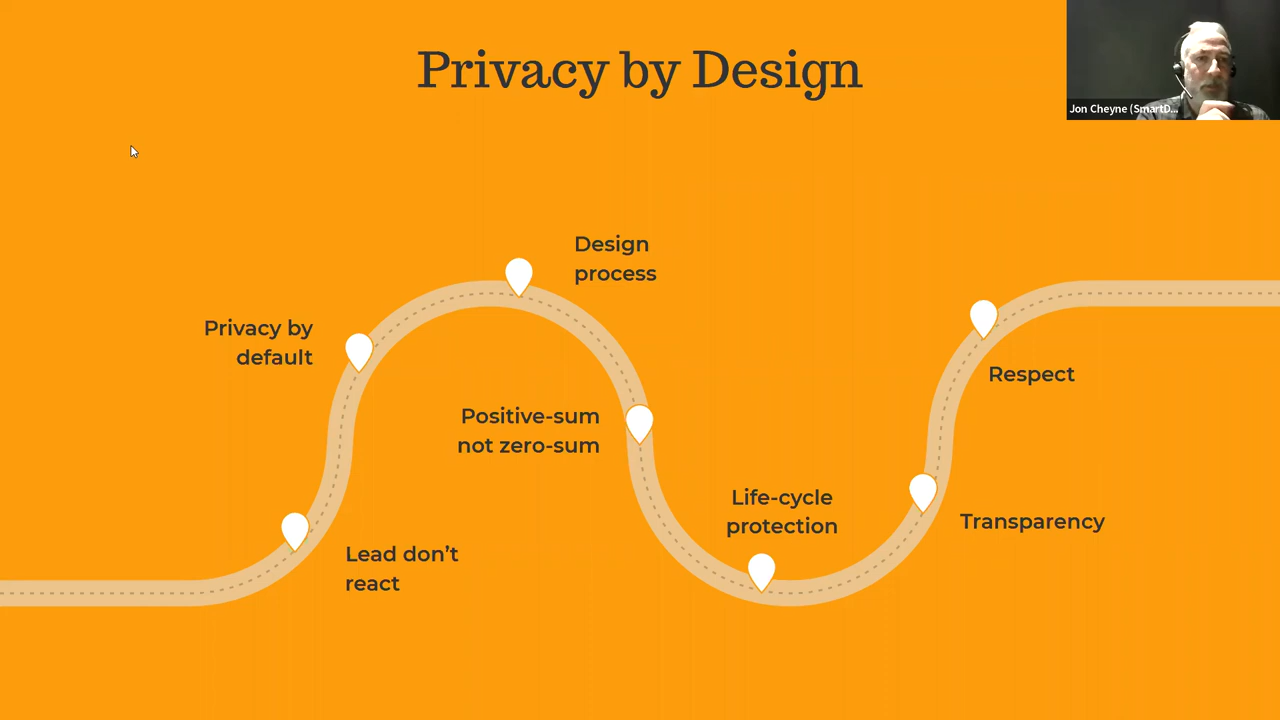 Privacy by Design
Jon Cheyne (SmartD...
Design
process
Privacy by
default
Positive-sum
not zero-sum
Respect
Life-cycle
protection
Transparency
Lead don’t
react